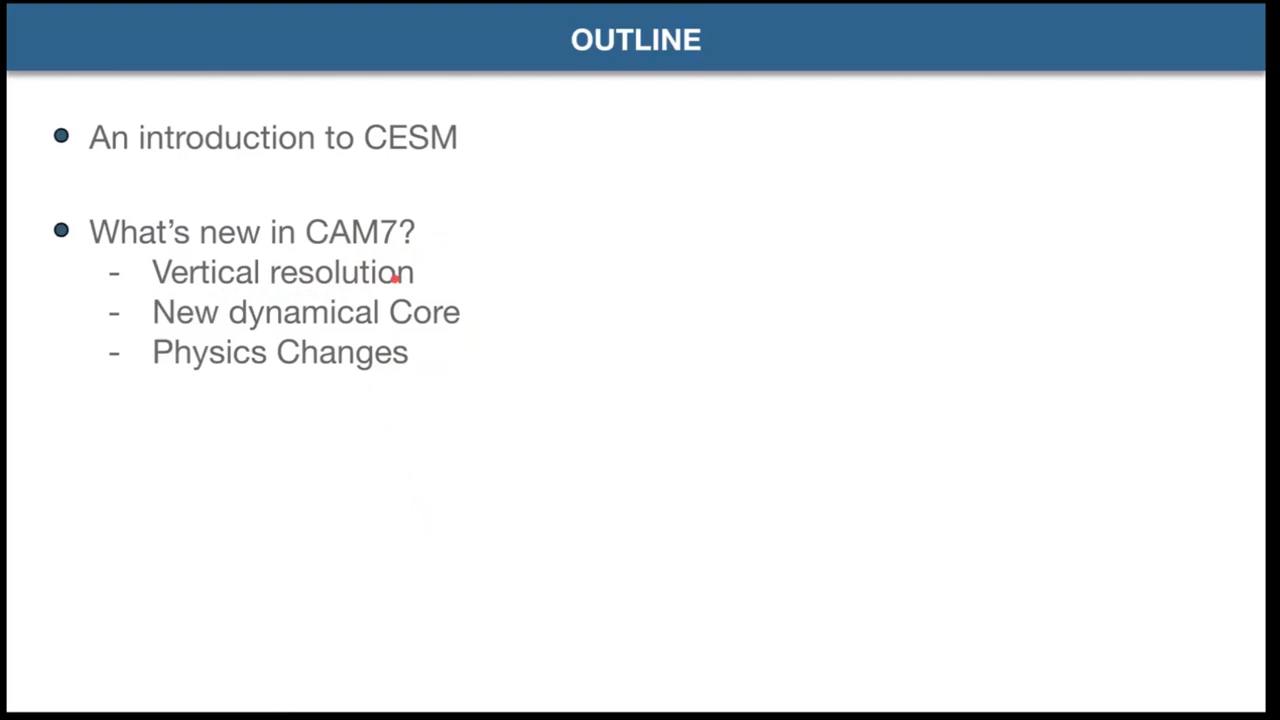 OUTLINE
An introduction to CESM
What's new in CAM7?
- Vertical resolution
- New dynamical Core
- Physics Changes